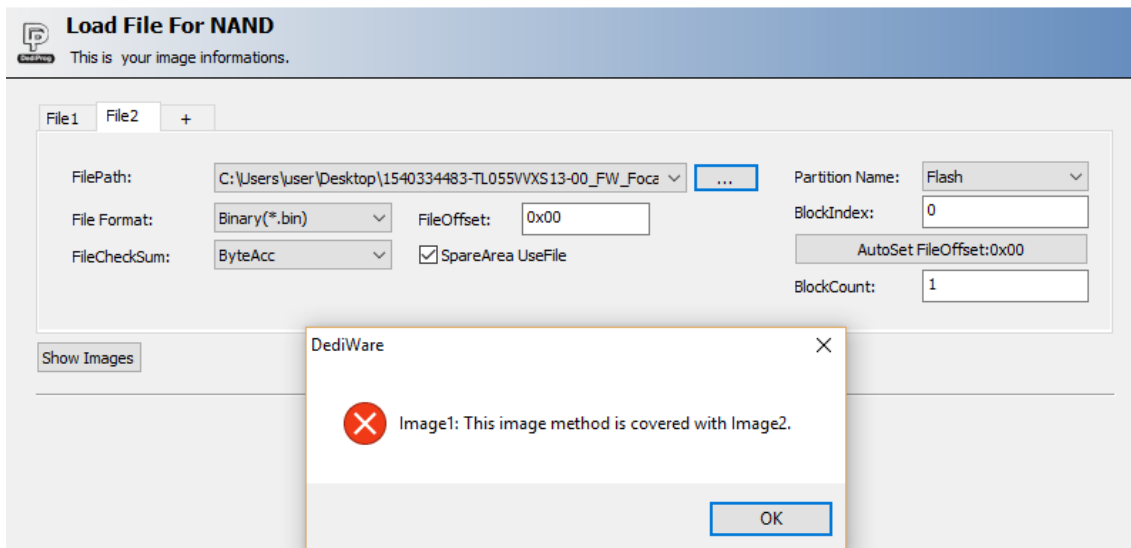 Load File For NAND
DediProg
This is  your image informations.
File1 File2 +
FilePath: C:\Users\user\Desktop\1540334483-TL055VVXS13-00_FW_Foca ... Partition Name: Flash
File Format: Binary(*.bin) FileOffset: 0x00 BlockIndex: 0
FileCheckSum: ByteAcc SpareArea UseFile AutoSet FileOffset:0x00
BlockCount: 1
Show Images
DediWare
Image1: This image method is covered with Image2.
OK